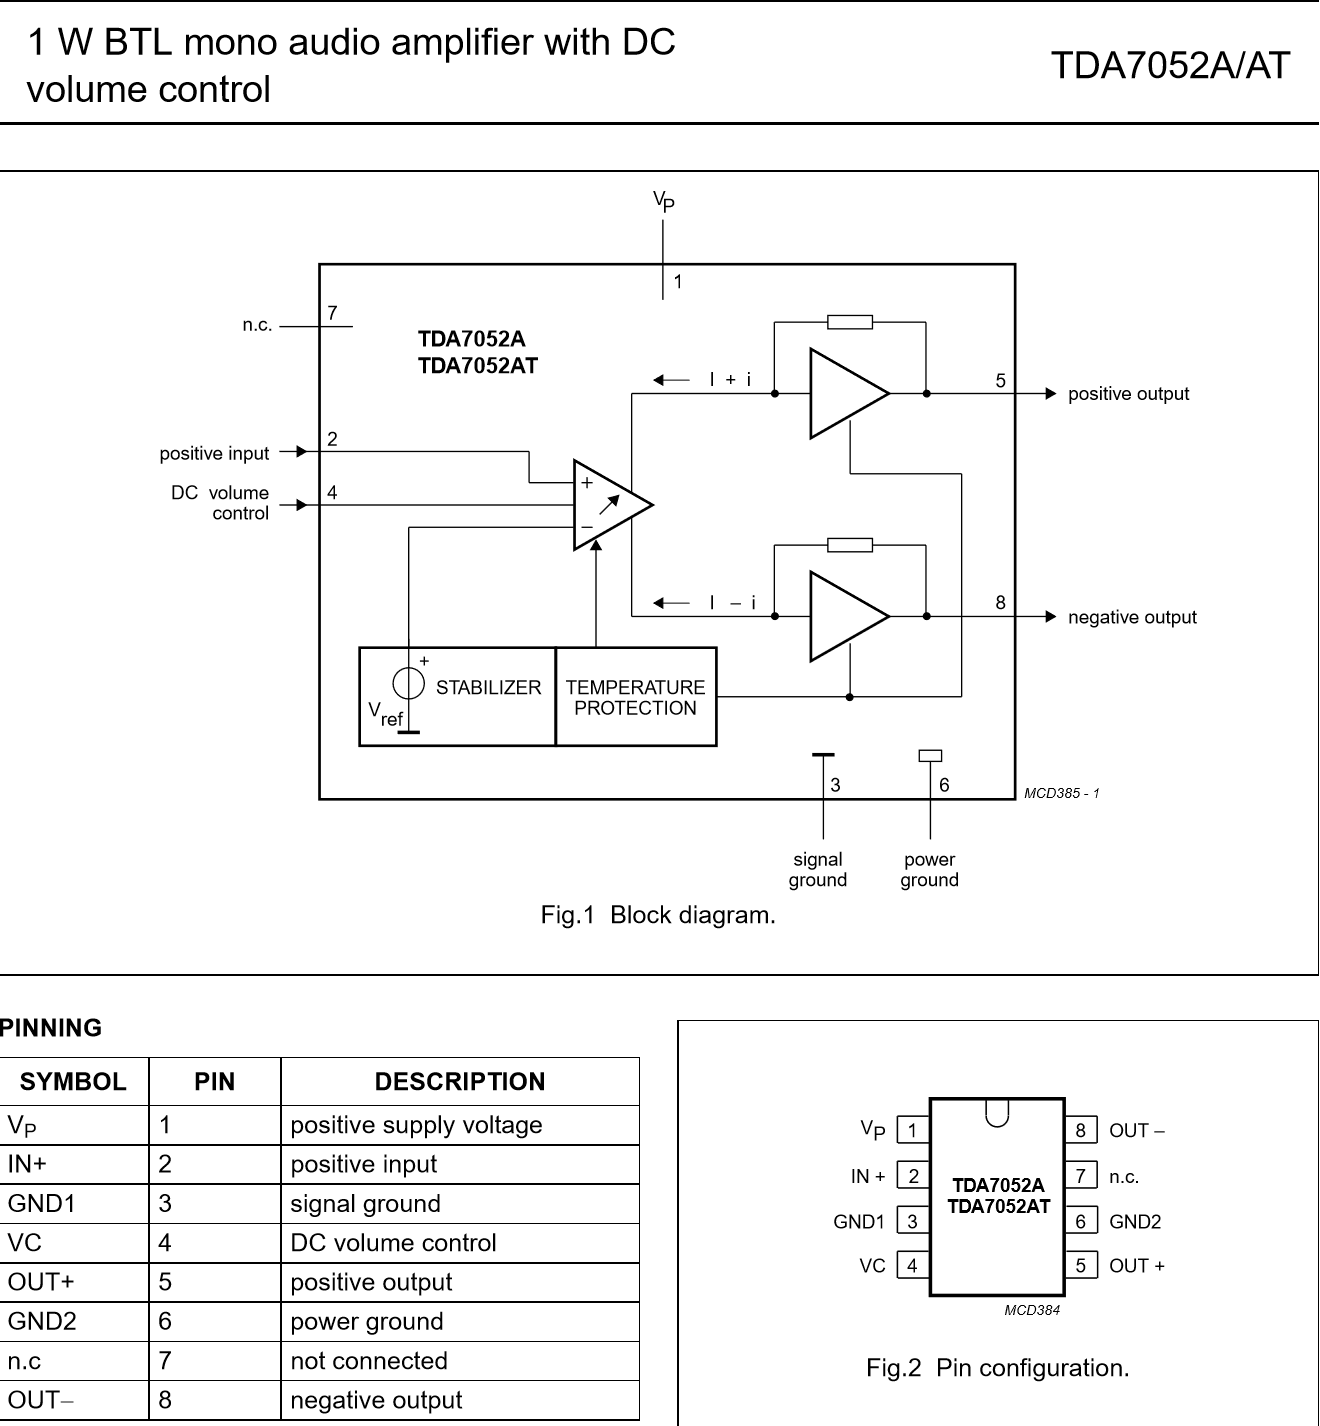 1 W BTL mono audio amplifier with DC
volume control
TDA7052A/AT
VP
1
n.c.
7
TDA7052A
TDA7052AT
I + i
5
positive output
positive input
2
DC volume
control
4
+
−
I − i
8
negative output
+
STABILIZER
Vref
TEMPERATURE
PROTECTION
3
6
MCD385 - 1
signal
ground
power
ground
Fig.1 Block diagram.
PINNING
SYMBOL PIN DESCRIPTION
VP 1 positive supply voltage
IN+ 2 positive input
GND1 3 signal ground
VC 4 DC volume control
OUT+ 5 positive output
GND2 6 power ground
n.c 7 not connected
OUT− 8 negative output
VP 1 8 OUT −
IN + 2 7 n.c.
TDA7052A
TDA7052AT
GND1 3 6 GND2
VC 4 5 OUT +
MCD384
Fig.2 Pin configuration.